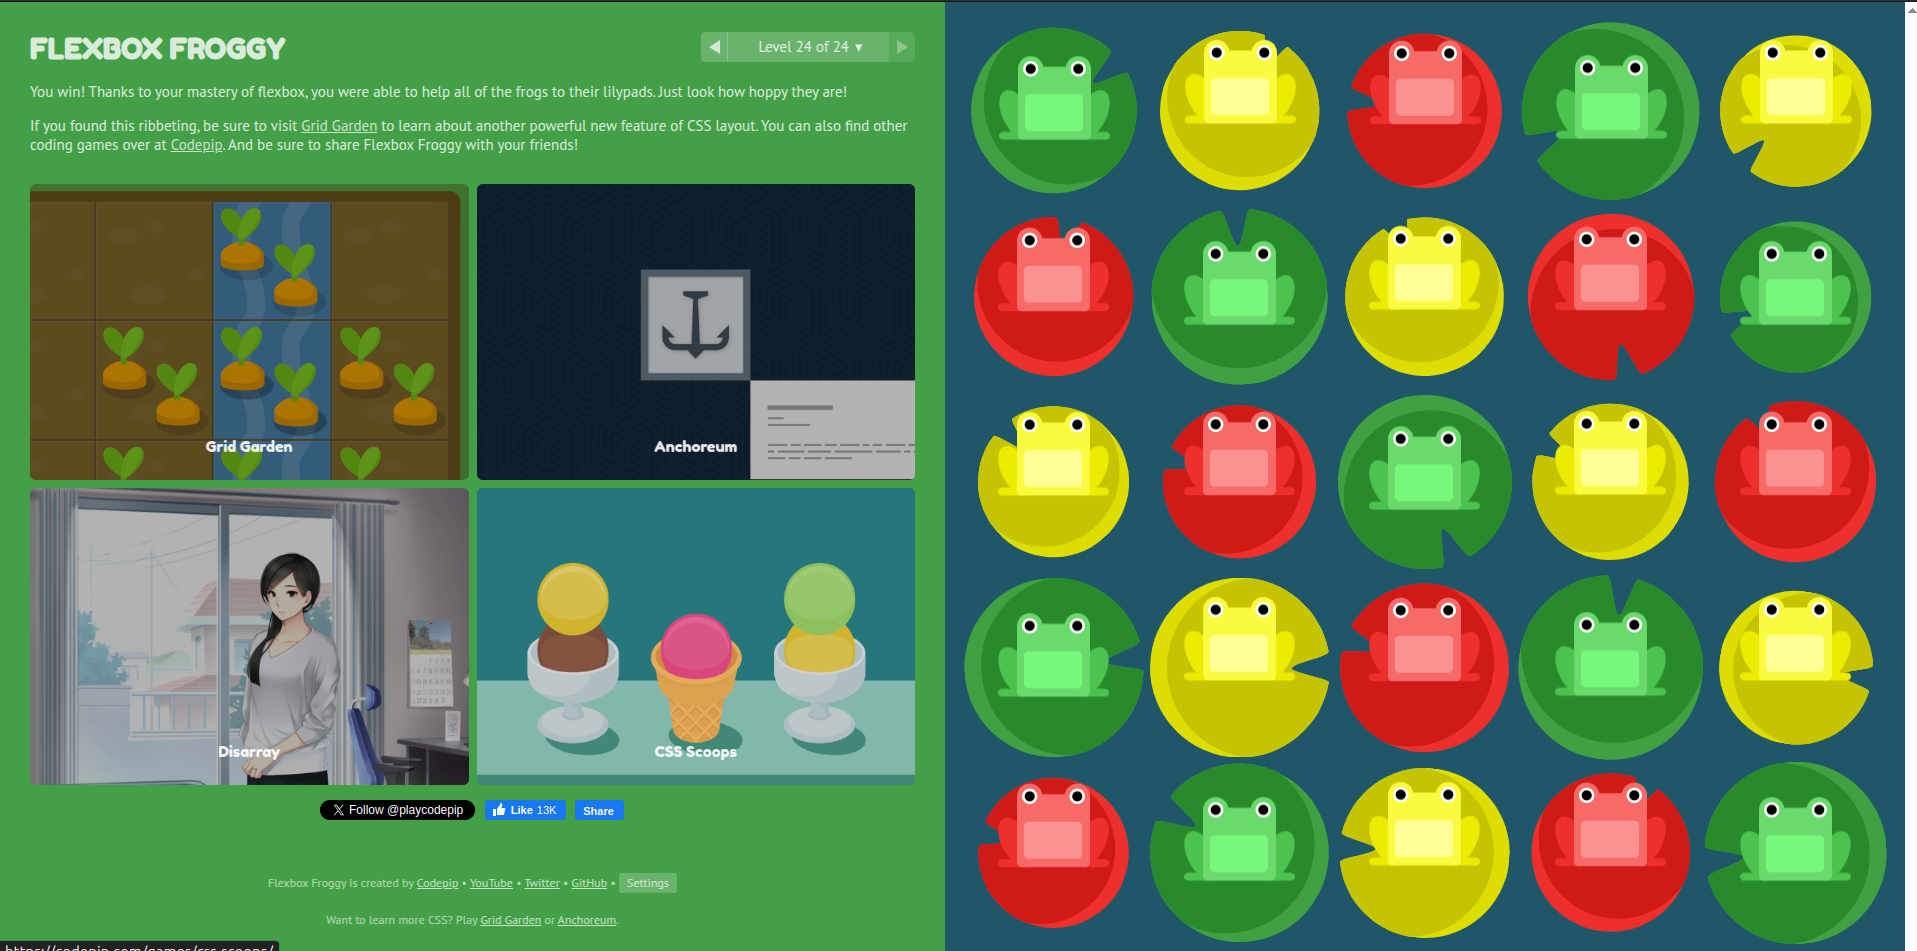 FLEXBOX FROGGY
Level 24 of 24 ▼
You win! Thanks to your mastery of flexbox, you were able to help all of the frogs to their lilypads. Just look how hoppy they are!
If you found this ribbeting, be sure to visit Grid Garden to learn about another powerful new feature of CSS layout. You can also find other
coding games over at Codepip. And be sure to share Flexbox Froggy with your friends!
Grid Garden
Anchoreum
Disarray
CSS Scoops
Follow @playcodepip
Like 13K
Share
Flexbox Froggy is created by Codepip • YouTube • Twitter • GitHub • Settings
Want to learn more CSS? Play Grid Garden or Anchoreum.
https://codepip.com/games/css-scoops/